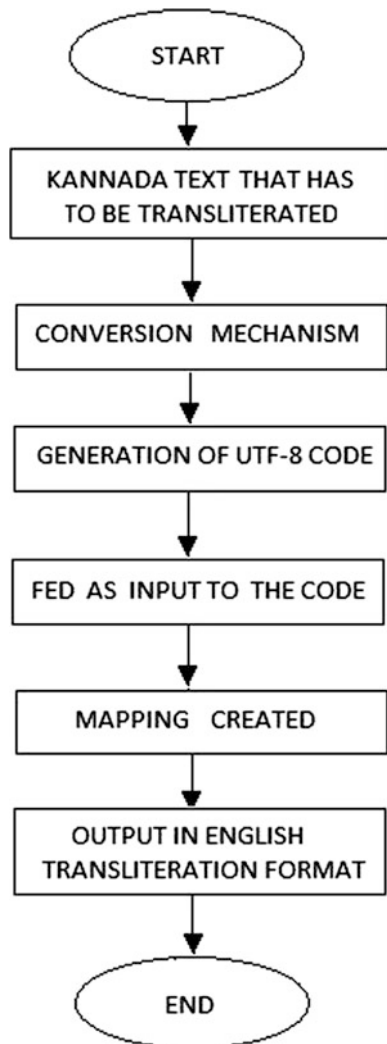 START
KANNADA TEXT THAT HAS
TO BE TRANSLITERATED
CONVERSION MECHANISM
GENERATION OF UTF-8 CODE
FED AS INPUT TO THE CODE
MAPPING CREATED
OUTPUT IN ENGLISH
TRANSLITERATION FORMAT
END